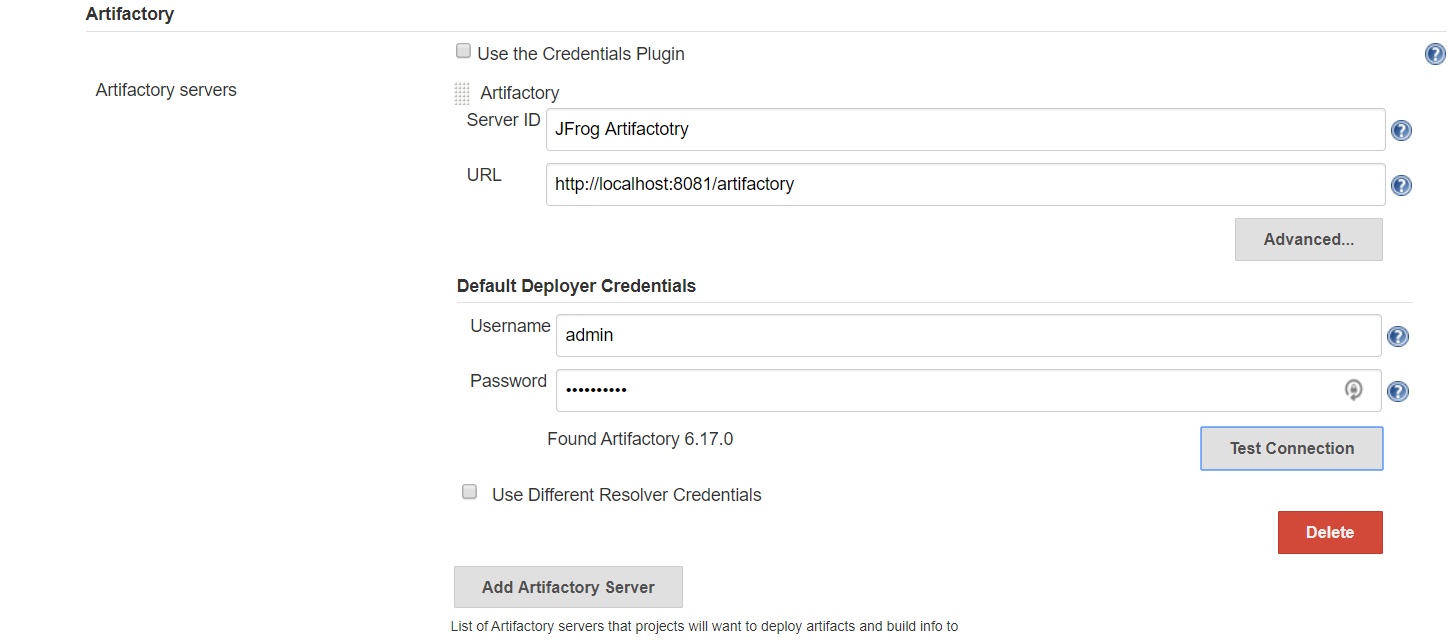 Artifactory
Use the Credentials Plugin
Artifactory servers
Artifactory
Server ID JFrog Artifactotry
URL http://localhost:8081/artifactory
Advanced...
Default Deployer Credentials
Username admin
Password ••••••••••
Found Artifactory 6.17.0 Test Connection
Use Different Resolver Credentials
Delete
Add Artifactory Server
List of Artifactory servers that projects will want to deploy artifacts and build info to